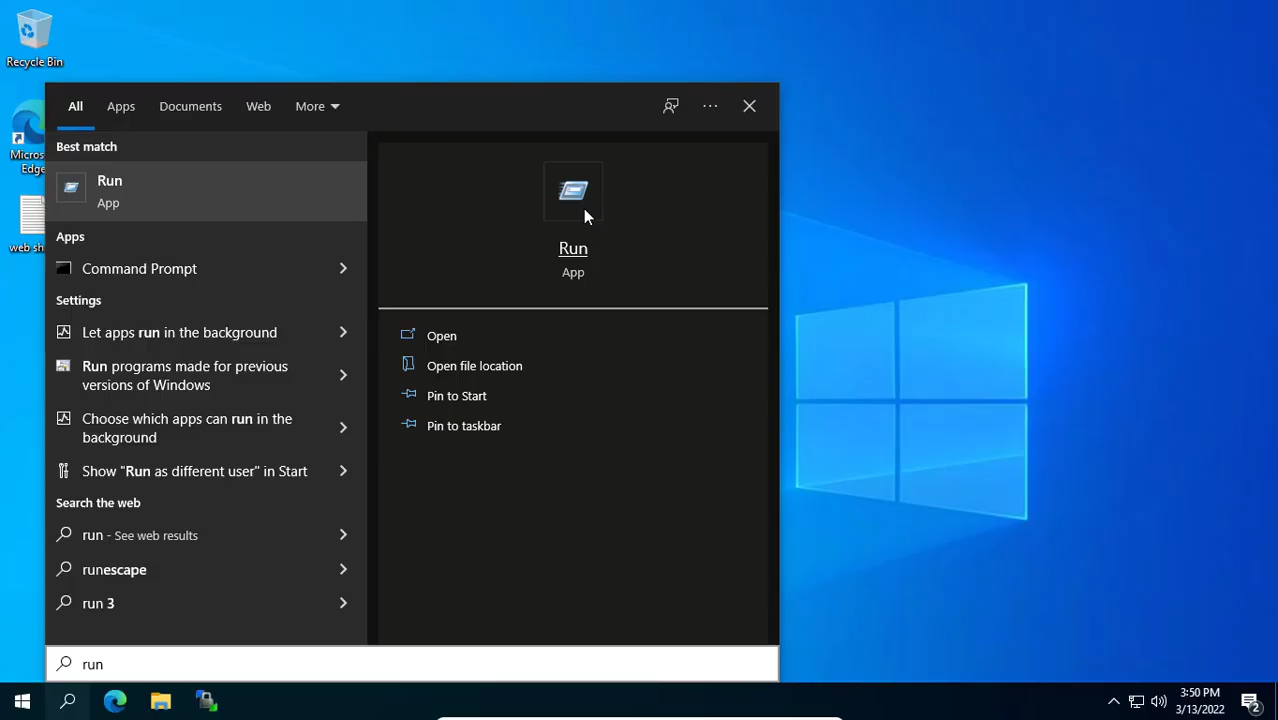 Recycle Bin
Micros
Edge
web sh
All
Apps
Documents
Web
More
Best match
Run
App
Apps
Command Prompt
Settings
Let apps run in the background
Run programs made for previous
versions of Windows
Choose which apps can run in the
background
Show "Run as different user" in Start
Search the web
run - See web results
runescape
run 3
run
Run
App
Open
Open file location
Pin to Start
Pin to taskbar
3:50 PM
3/13/2022
2